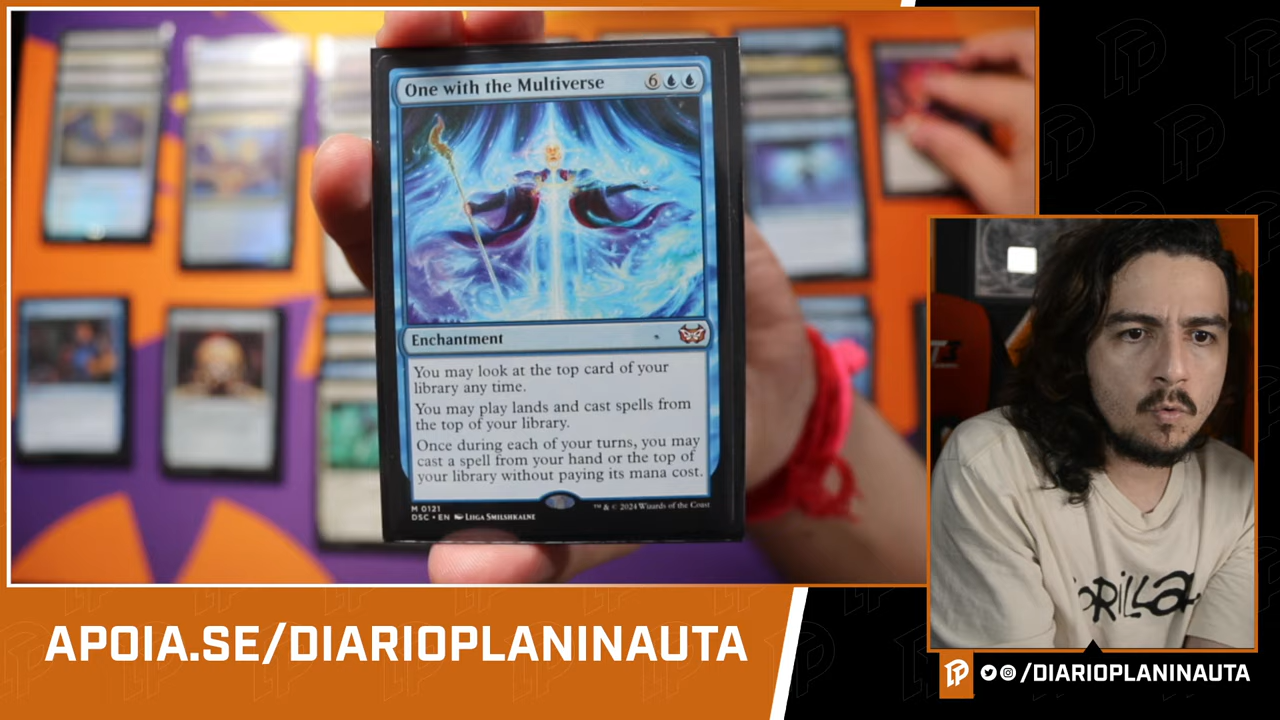 One with the Multiverse
6
Enchantment
You may look at the top card of your
library any time.
You may play lands and cast spells from
the top of your library.
Once during each of your turns, you may
cast a spell from your hand or the top of
your library without paying its mana cost.
M 0121
DSC • EN LIIGA SMILSHKALNE
™ & © 2024 Wizards of the Coast
APOIA.SE/DIARIOPLANINAUTA
/DIARIOPLANINAUTA